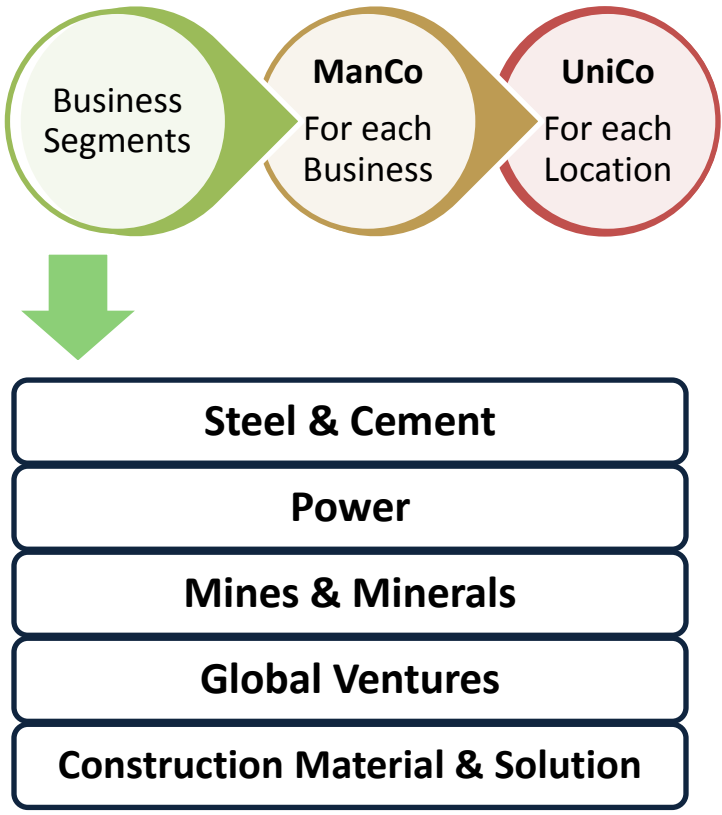 Business
Segments
ManCo
For each
Business
UniCo
For each
Location
Steel & Cement
Power
Mines & Minerals
Global Ventures
Construction Material & Solution